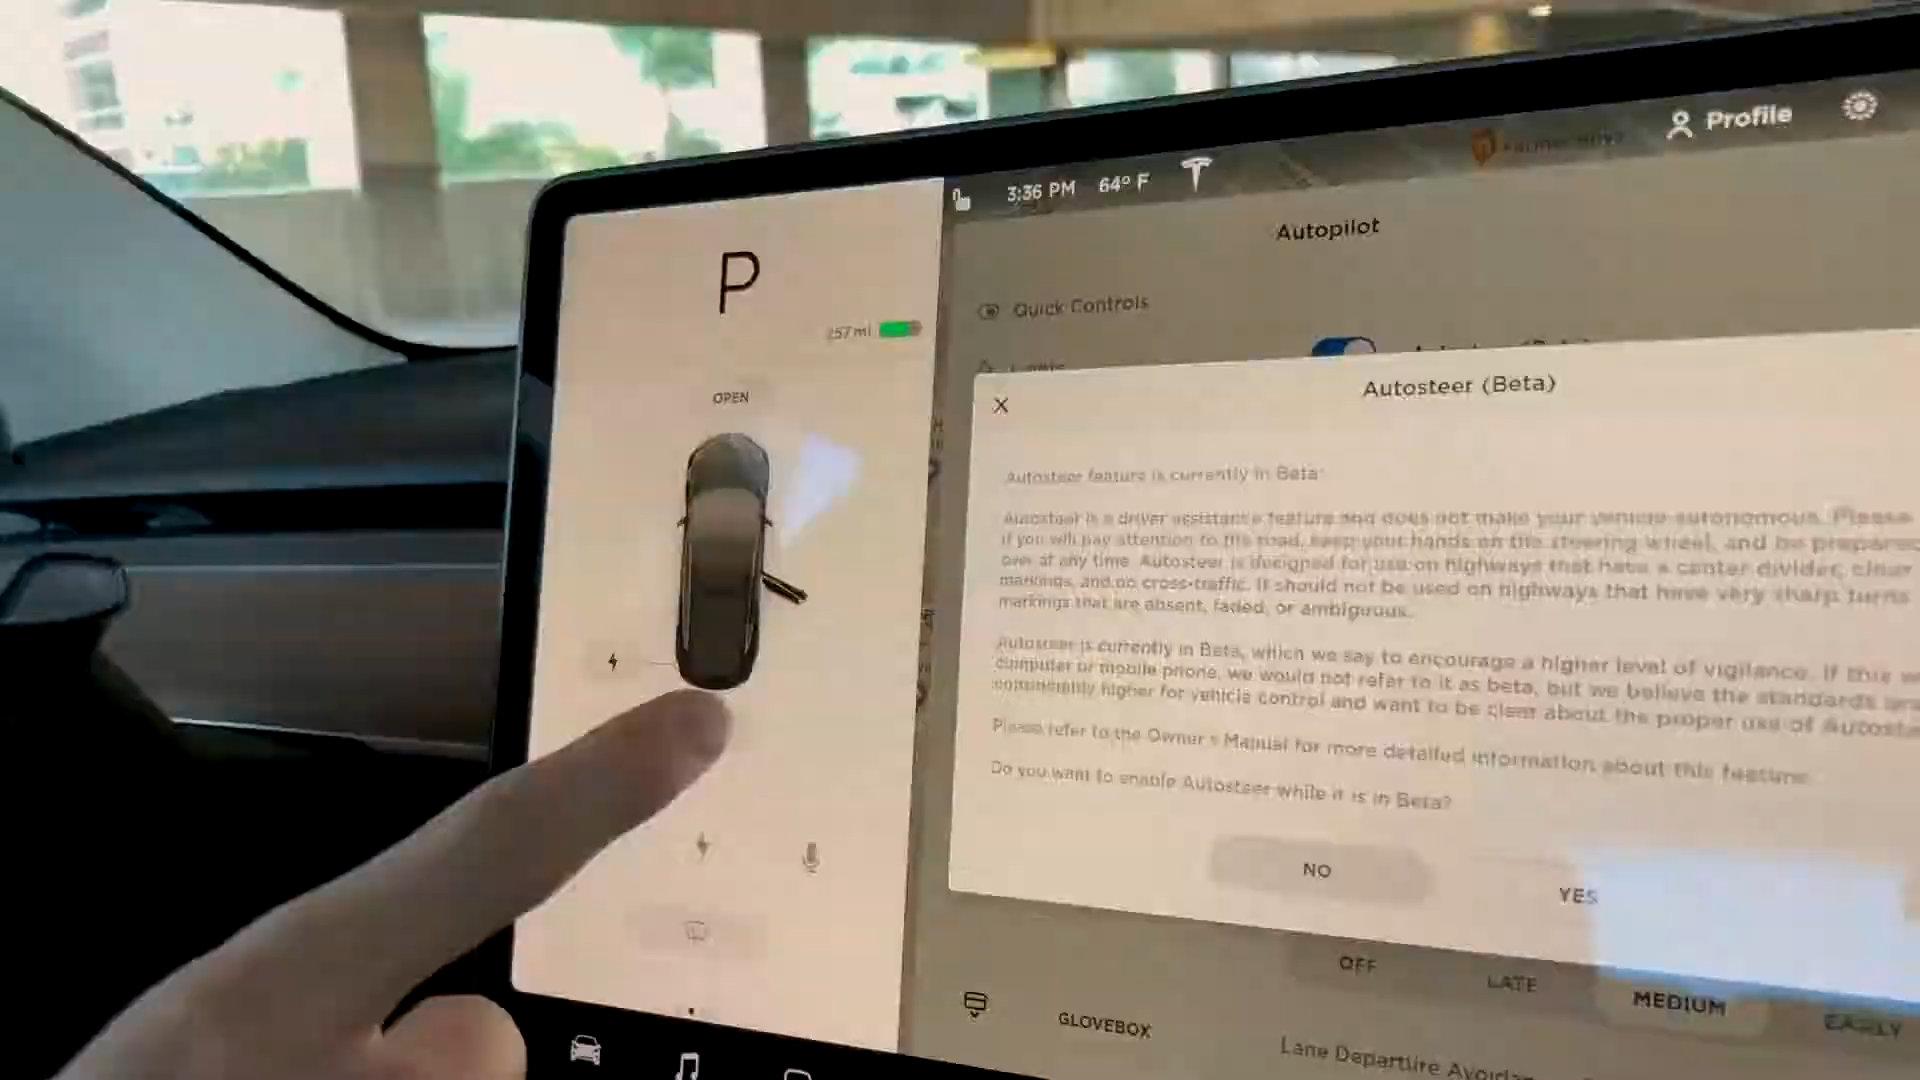 Profile
3:36 PM 64° F
Autopilot
P
257 mi
Quick Controls
Lights
OPEN
Autosteer (Beta)
Autosteer feature is currently in Beta:
Autosteer is a driver assistance feature and does not make your vehicle autonomous. Please
if you will pay attention to the road, keep your hands on the steering wheel, and be prepared
over at any time. Autosteer is designed for use on highways that have a center divider, clear
markings, and no cross-traffic. It should not be used on highways that have very sharp turns
markings that are absent, faded, or ambiguous.
Autosteer is currently in Beta, which we say to encourage a higher level of vigilance. If this
computer or mobile phone, we would not refer to it as beta, but we believe the standards are
considerably higher for vehicle control and want to be clear about the proper use of
Please refer to the Owner's Manual for more detailed information about this feature.
Do you want to enable Autosteer while it is in Beta?
NO
YES
OFF
LATE
MEDIUM
EARLY
GLOVEBOX
Lane Departure